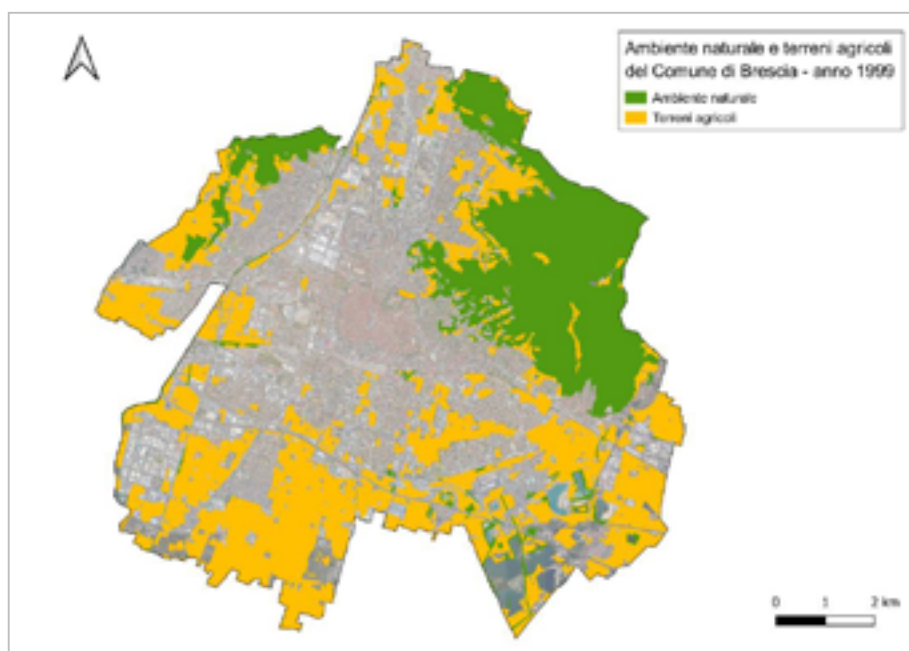 Ambiente naturale e terreni agricoli
del Comune di Brescia - anno 1999
Ambiente naturale
Terreni agricoli
0 1 2 km